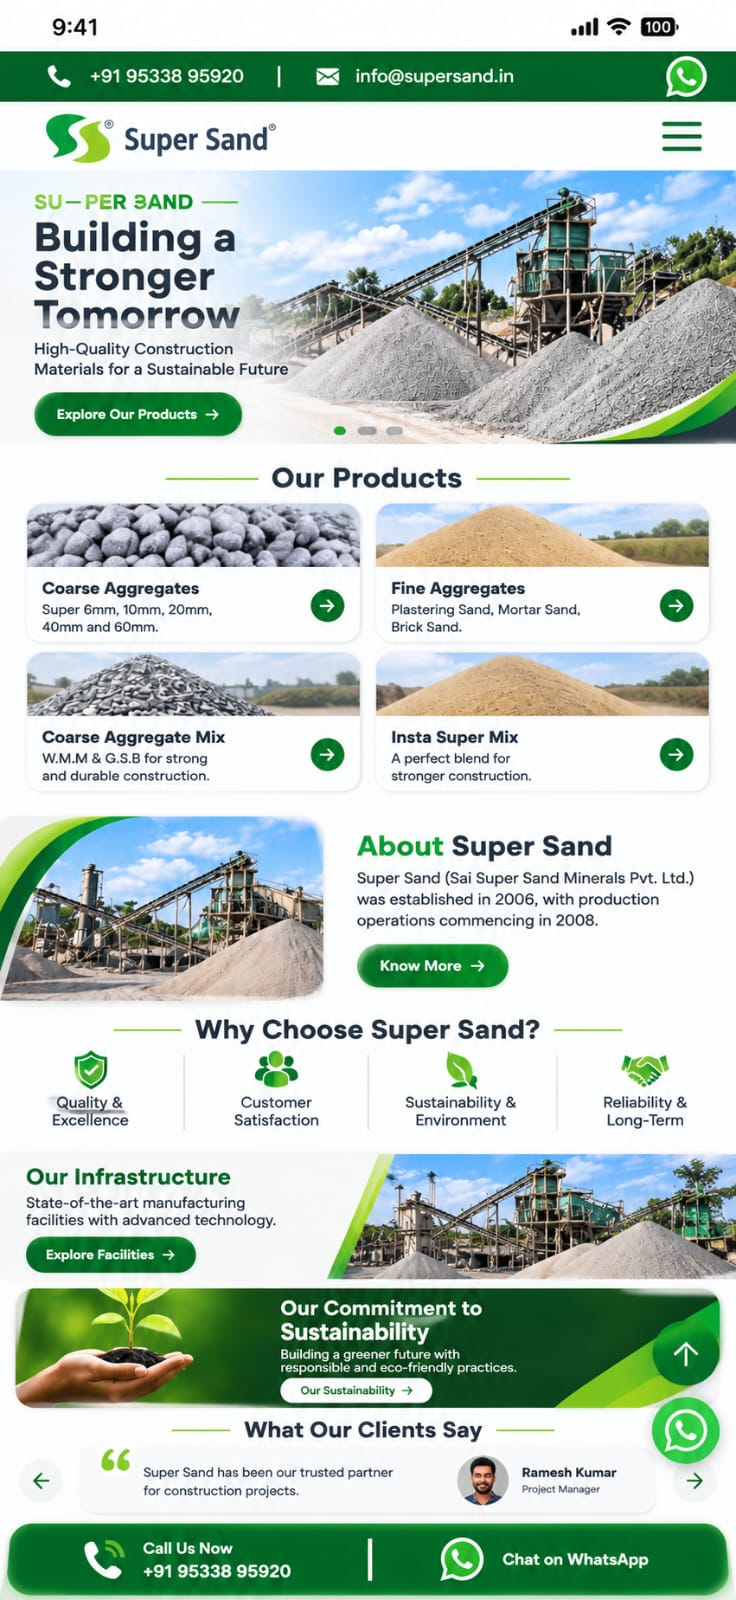 9:41
100
+91 95338 95920 | info@supersand.in
Super Sand®
SU—PER BAND
Building a
Stronger
Tomorrow
High-Quality Construction
Materials for a Sustainable Future
Explore Our Products →
Our Products
Coarse Aggregates
Super 6mm, 10mm, 20mm,
40mm and 60mm.
Fine Aggregates
Plastering Sand, Mortar Sand,
Brick Sand.
Coarse Aggregate Mix
W.M.M & G.S.B for strong
and durable construction.
Insta Super Mix
A perfect blend for
stronger construction.
About Super Sand
Super Sand (Sai Super Sand Minerals Pvt. Ltd.)
was established in 2006, with production
operations commencing in 2008.
Know More →
Why Choose Super Sand?
Quality &
Excellence
Customer
Satisfaction
Sustainability &
Environment
Reliability &
Long-Term
Our Infrastructure
State-of-the-art manufacturing
facilities with advanced technology.
Explore Facilities →
Our Commitment to
Sustainability
Building a greener future with
responsible and eco-friendly practices.
Our Sustainability →
What Our Clients Say
“ Super Sand has been our trusted partner
for construction projects.
Ramesh Kumar
Project Manager
Call Us Now
+91 95338 95920
Chat on WhatsApp